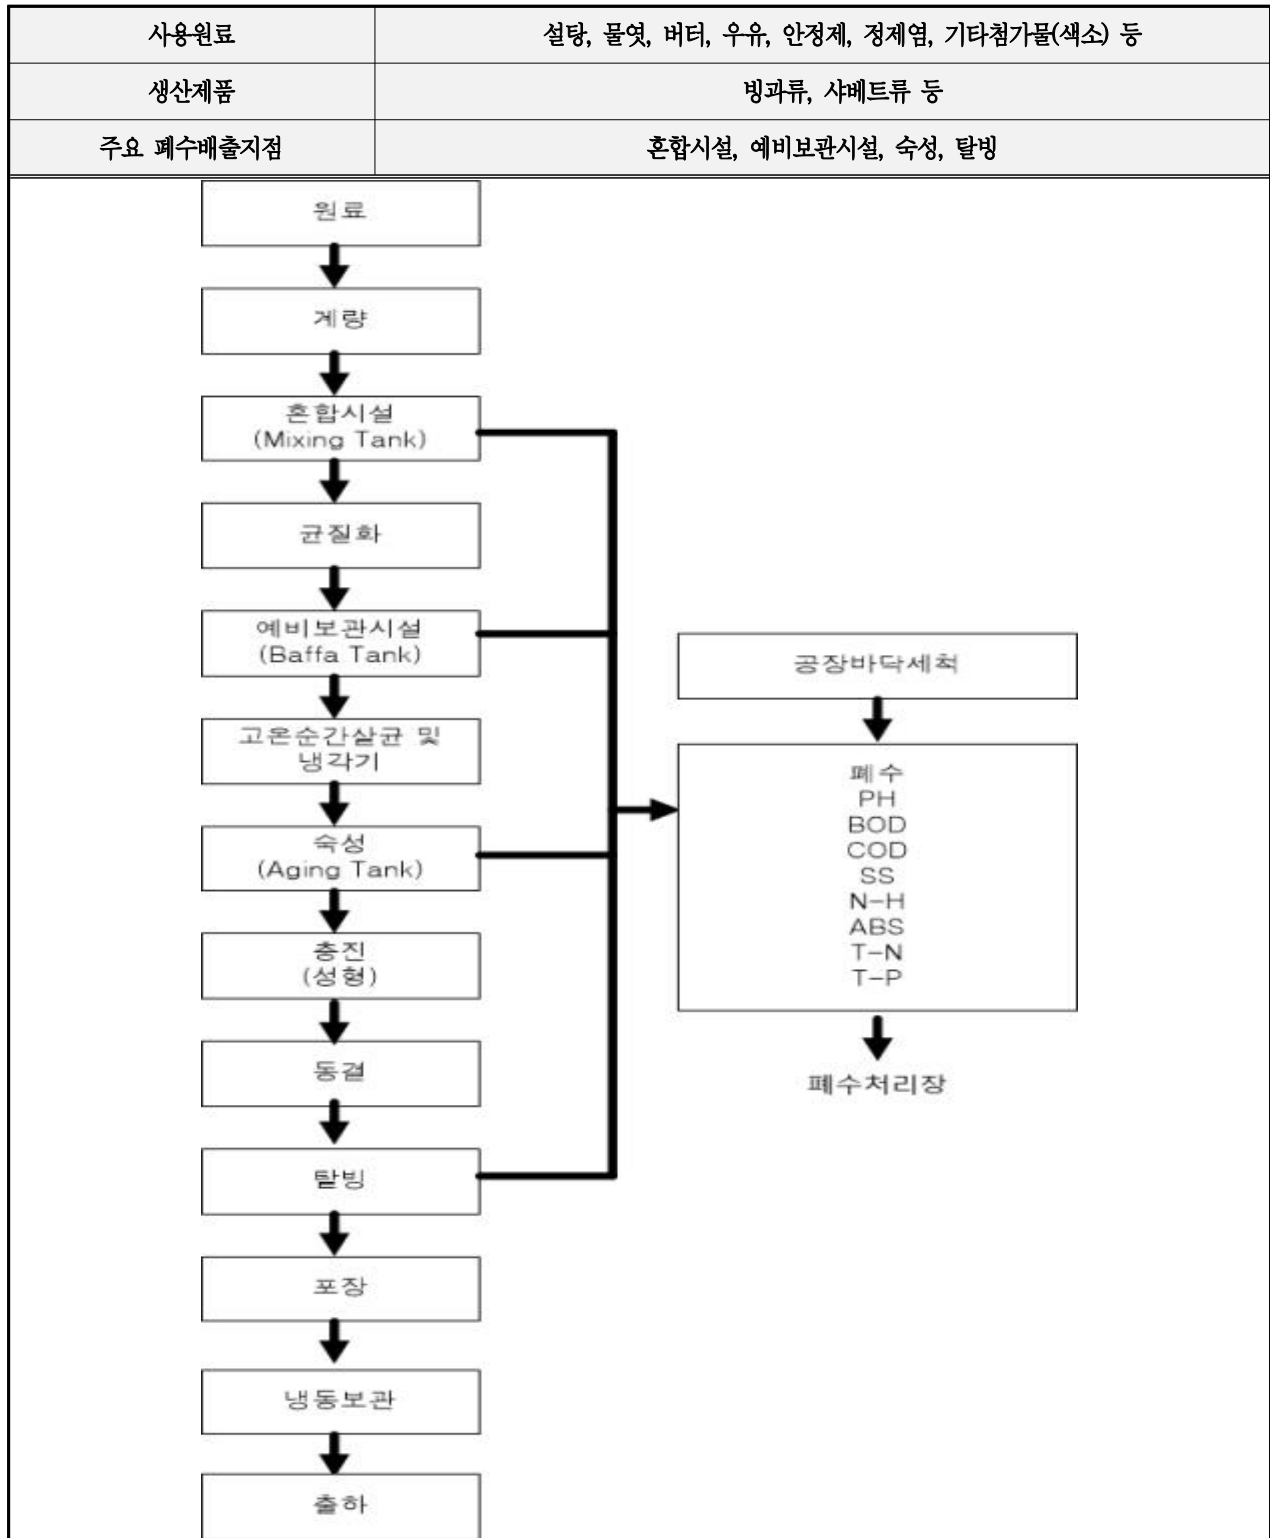 사용원료 설탕, 물엿, 버터, 우유, 안정제, 정제염, 기타첨가물(색소) 등
생산제품 빙과류, 샤베트류 등
주요 폐수배출지점 혼합시설, 예비보관시설, 숙성, 탈빙
원료
계량
혼합시설
(Mixing Tank)
균질화
예비보관시설
(Baffa Tank)
고온순간살균 및
냉각기
숙성
(Aging Tank)
충진
(성형)
동결
탈빙
포장
냉동보관
출하
공장바닥세척
폐수
PH
BOD
COD
SS
N-H
ABS
T-N
T-P
폐수처리장